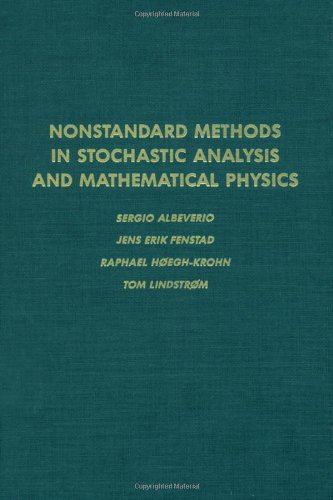 NONSTANDARD METHODS
IN STOCHASTIC ANALYSIS
AND MATHEMATICAL PHYSICS
SERGIO ALBEVERIO
JENS ERIK FENSTAD
RAPHAEL HØEGH-KROHN
TOM LINDSTRØM